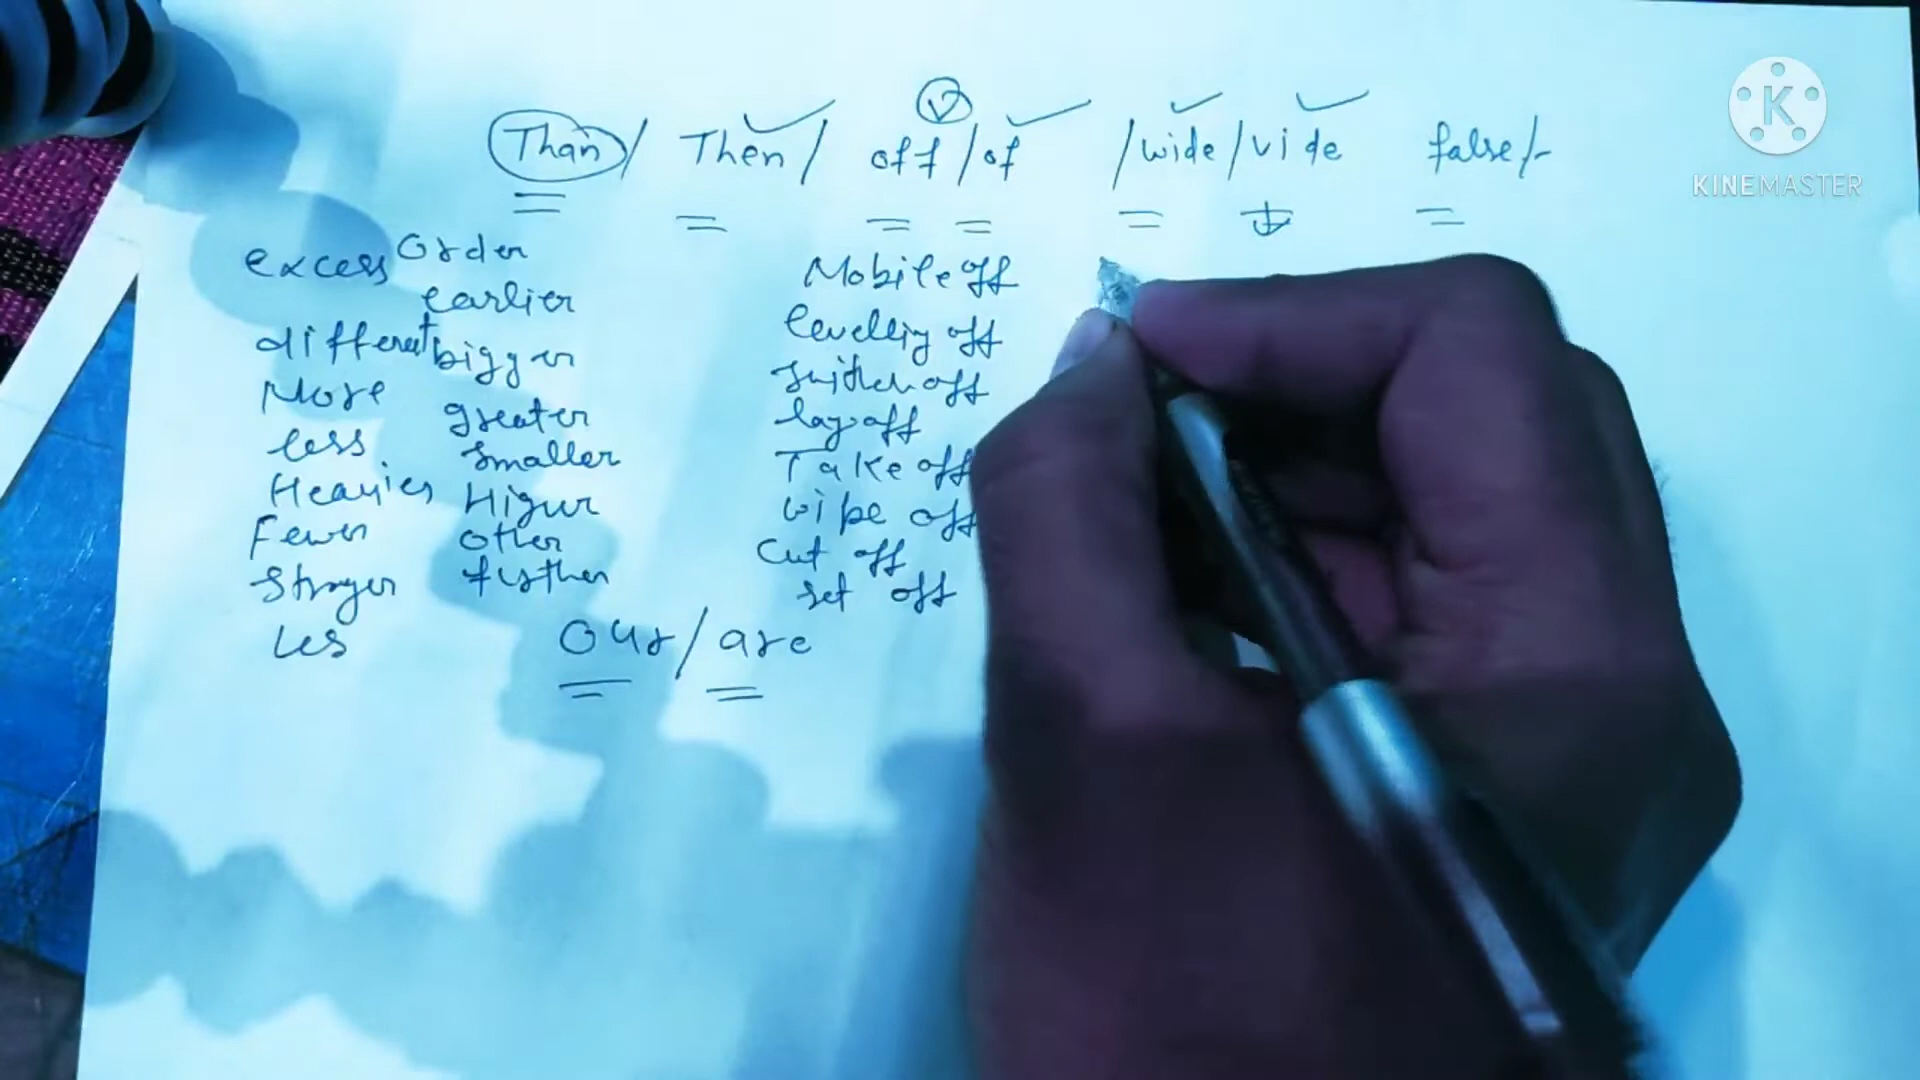 Than / Then / off / of / wide / vide false /-
excess Order
earlier
different bigger
More greater
less smaller
Heavier Higher
Fewer other
Stronger further
Les
Mobile off
levelling off
switch off
lay off
Take off
wipe off
cut off
set off
Our / are
K
KINEMASTER